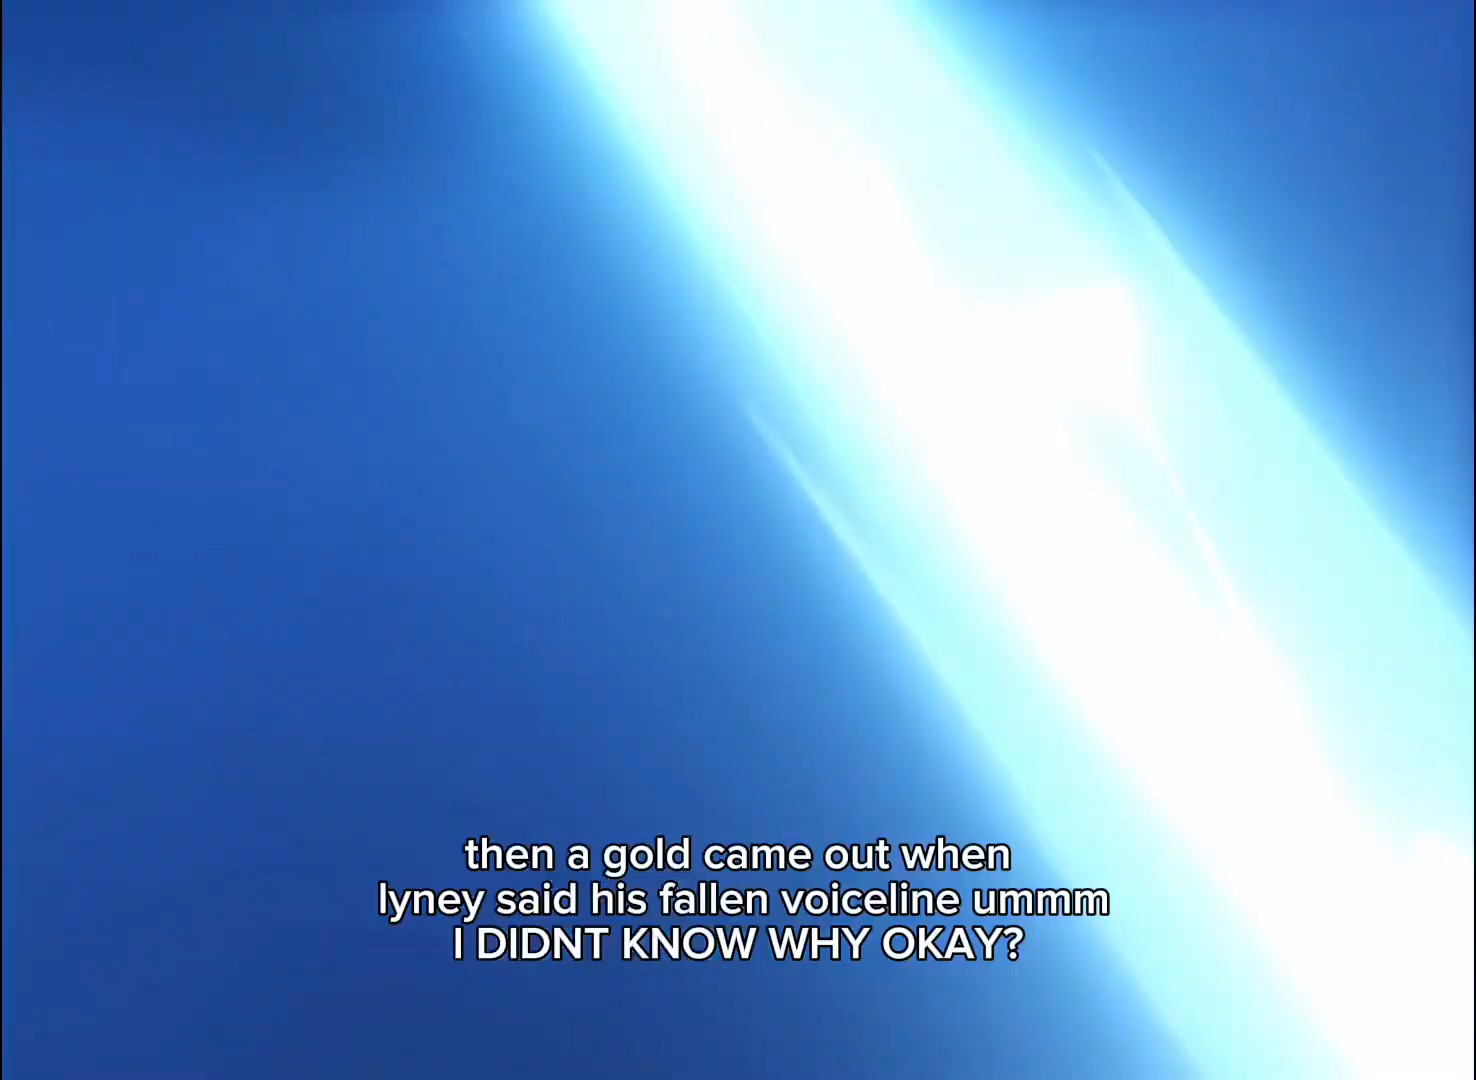 then a gold came out when
lyney said his fallen voiceline ummm
I DIDNT KNOW WHY OKAY?